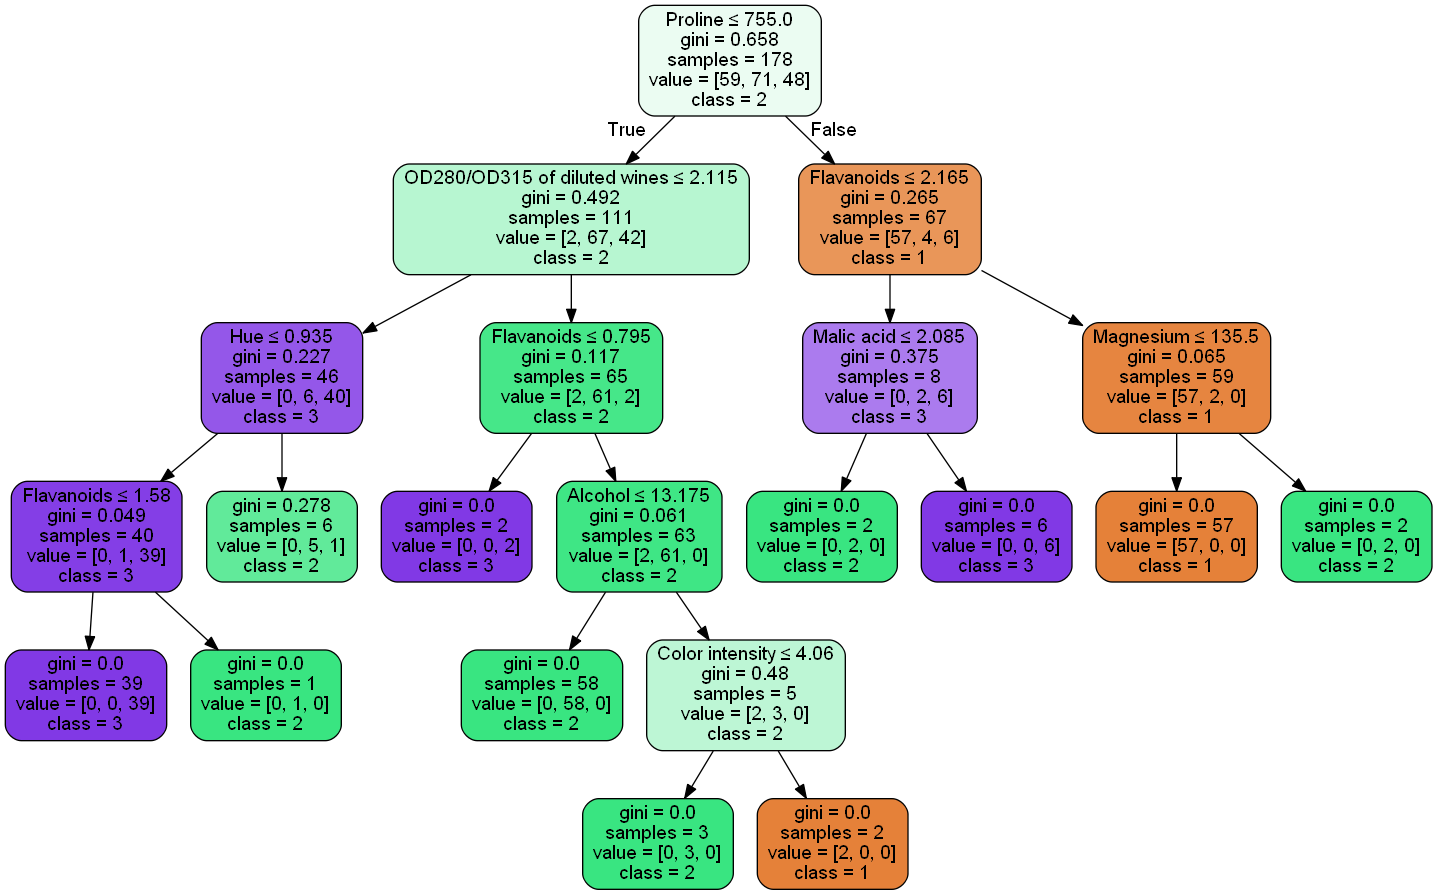 Proline ≤ 755.0
gini = 0.658
samples = 178
value = [59, 71, 48]
class = 2
True
False
OD280/OD315 of diluted wines ≤ 2.115
gini = 0.492
samples = 111
value = [2, 67, 42]
class = 2
Flavanoids ≤ 2.165
gini = 0.265
samples = 67
value = [57, 4, 6]
class = 1
Hue ≤ 0.935
gini = 0.227
samples = 46
value = [0, 6, 40]
class = 3
Flavanoids ≤ 0.795
gini = 0.117
samples = 65
value = [2, 61, 2]
class = 2
Malic acid ≤ 2.085
gini = 0.375
samples = 8
value = [0, 2, 6]
class = 3
Magnesium ≤ 135.5
gini = 0.065
samples = 59
value = [57, 2, 0]
class = 1
Flavanoids ≤ 1.58
gini = 0.049
samples = 40
value = [0, 1, 39]
class = 3
gini = 0.278
samples = 6
value = [0, 5, 1]
class = 2
gini = 0.0
samples = 2
value = [0, 0, 2]
class = 3
Alcohol ≤ 13.175
gini = 0.061
samples = 63
value = [2, 61, 0]
class = 2
gini = 0.0
samples = 2
value = [0, 2, 0]
class = 2
gini = 0.0
samples = 6
value = [0, 0, 6]
class = 3
gini = 0.0
samples = 57
value = [57, 0, 0]
class = 1
gini = 0.0
samples = 2
value = [0, 2, 0]
class = 2
gini = 0.0
samples = 39
value = [0, 0, 39]
class = 3
gini = 0.0
samples = 1
value = [0, 1, 0]
class = 2
gini = 0.0
samples = 58
value = [0, 58, 0]
class = 2
Color intensity ≤ 4.06
gini = 0.48
samples = 5
value = [2, 3, 0]
class = 2
gini = 0.0
samples = 3
value = [0, 3, 0]
class = 2
gini = 0.0
samples = 2
value = [2, 0, 0]
class = 1